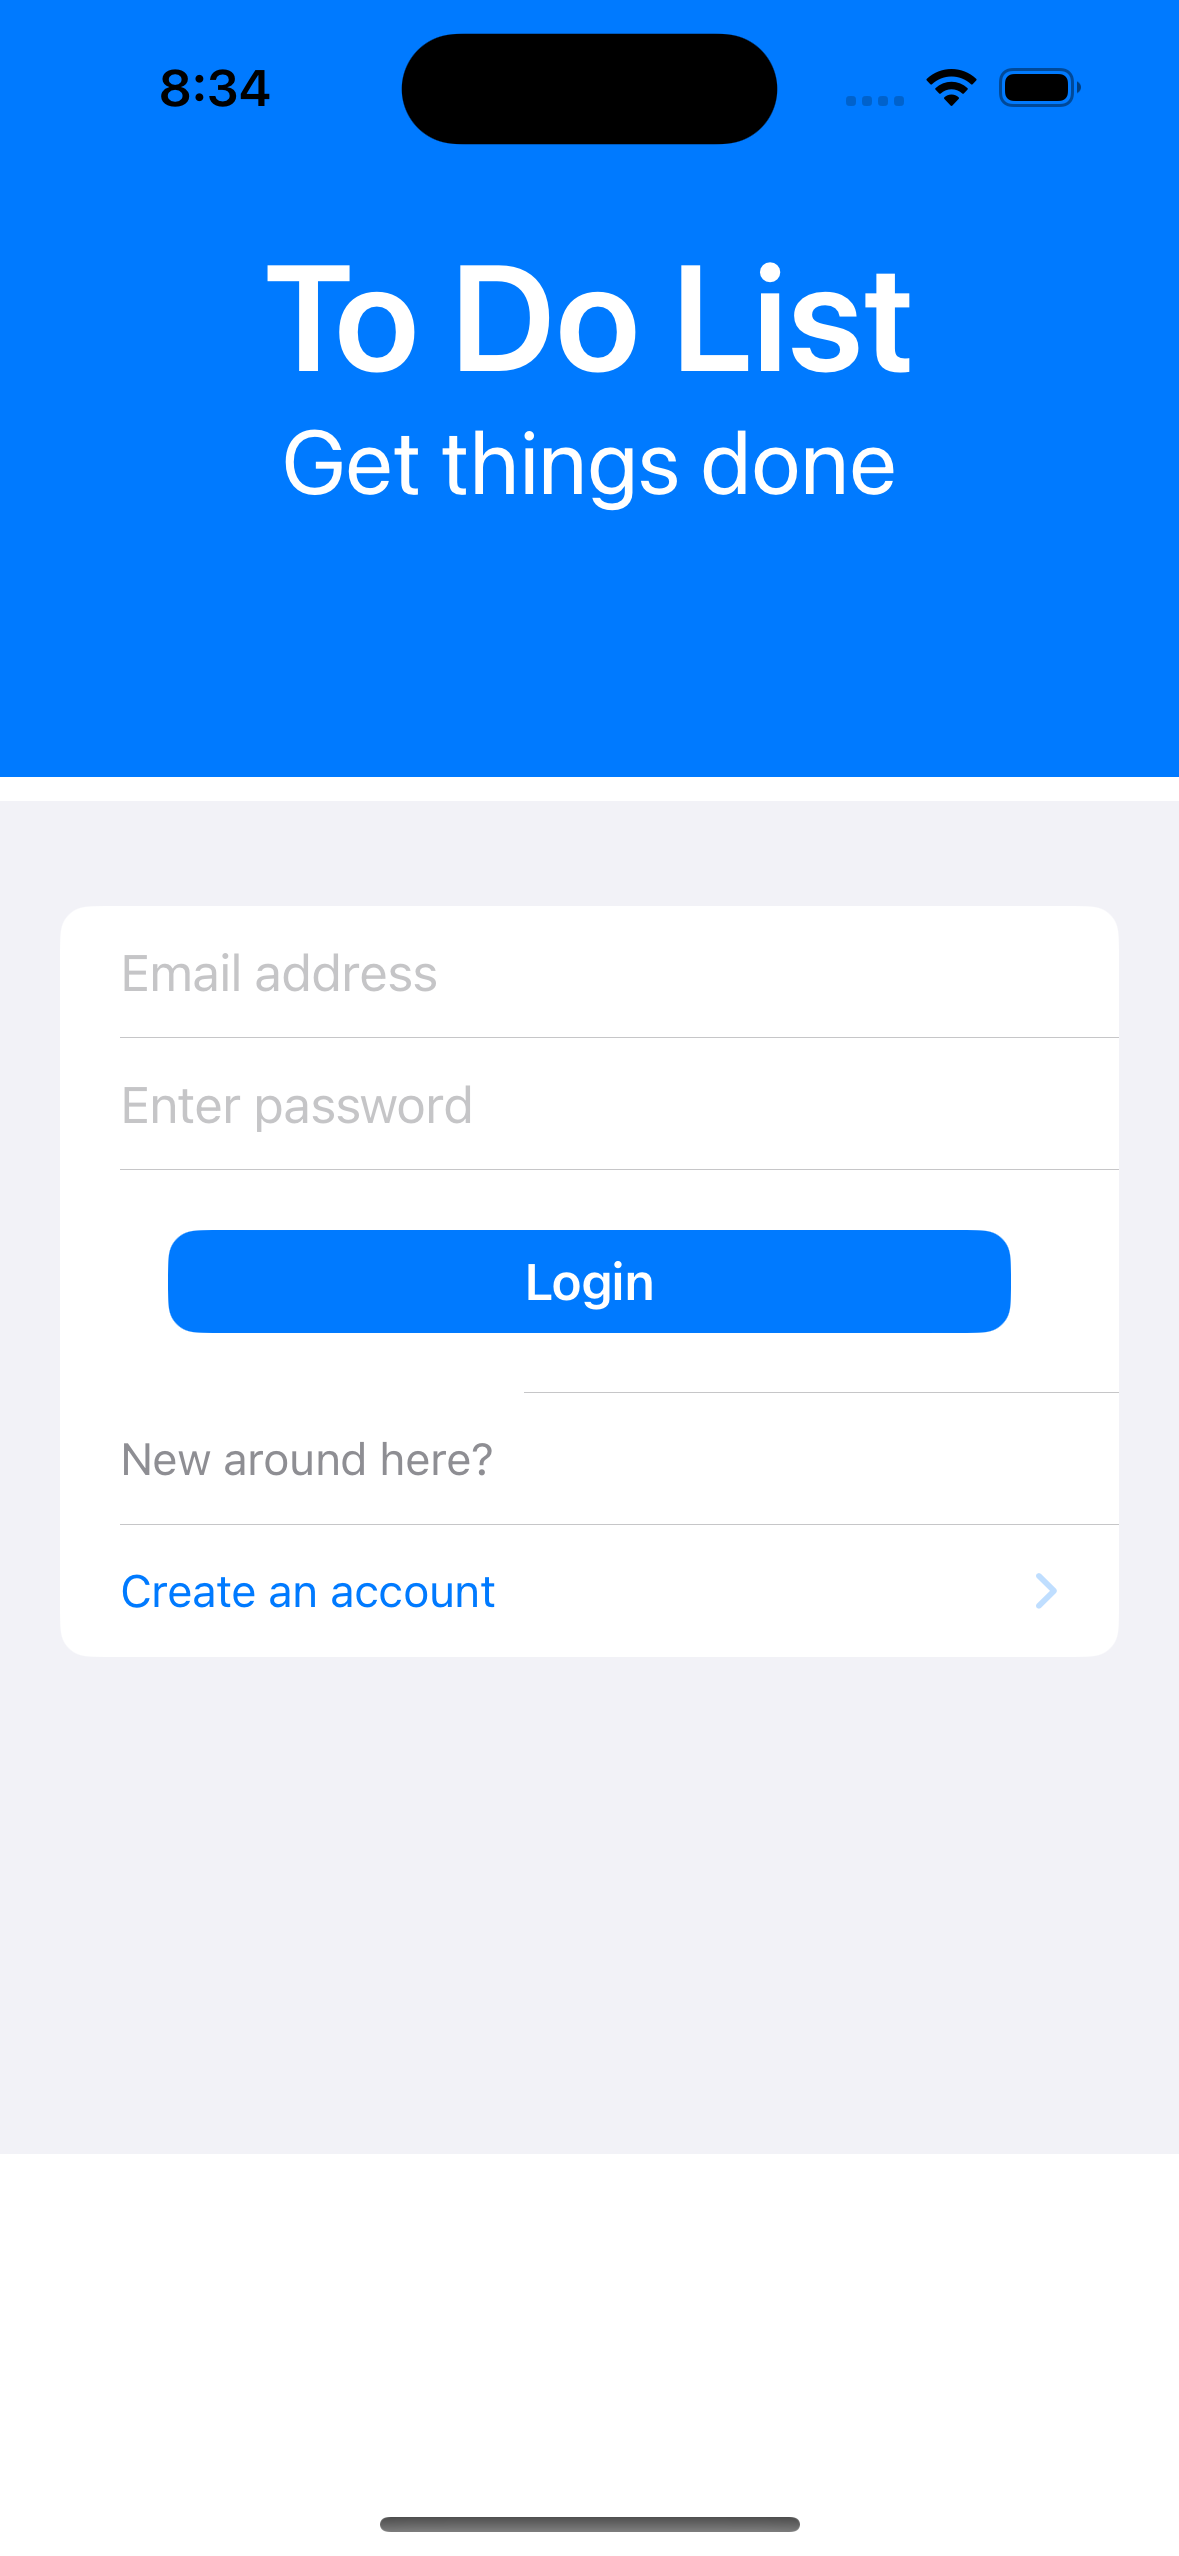 8:34
To Do List
Get things done
Email address
Enter password
Login
New around here?
Create an account